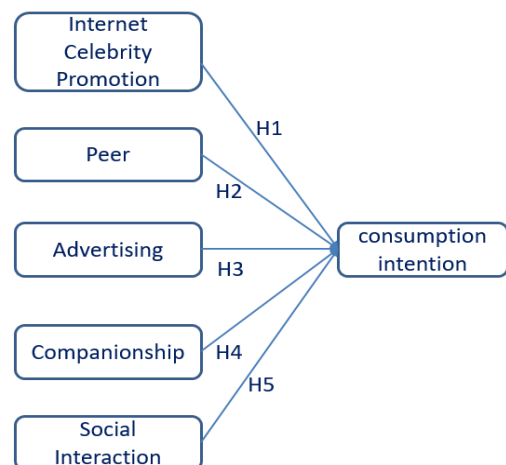 Internet
Celebrity
Promotion
H1
Peer
H2
Advertising
H3
consumption
intention
Companionship
H4
H5
Social
Interaction